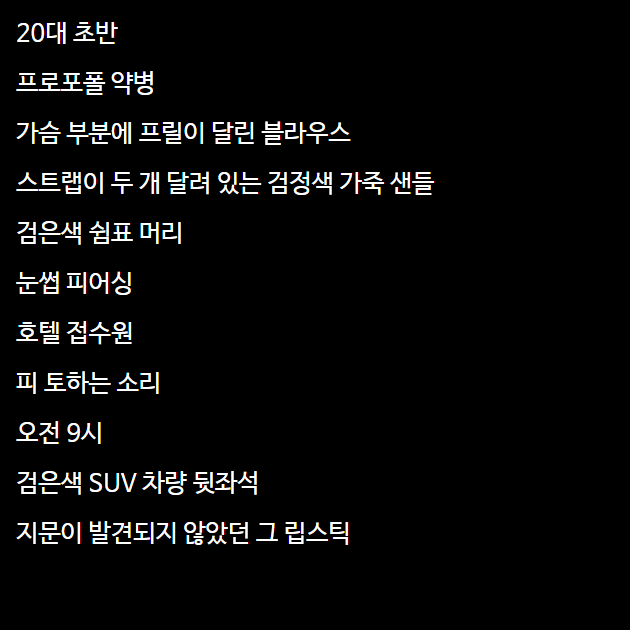 20대 초반
프로포폴 약병
가슴 부분에 프릴이 달린 블라우스
스트랩이 두 개 달려 있는 검정색 가죽 샌들
검은색 쉼표 머리
눈썹 피어싱
호텔 접수원
피 토하는 소리
오전 9시
검은색 SUV 차량 뒷좌석
지문이 발견되지 않았던 그 립스틱